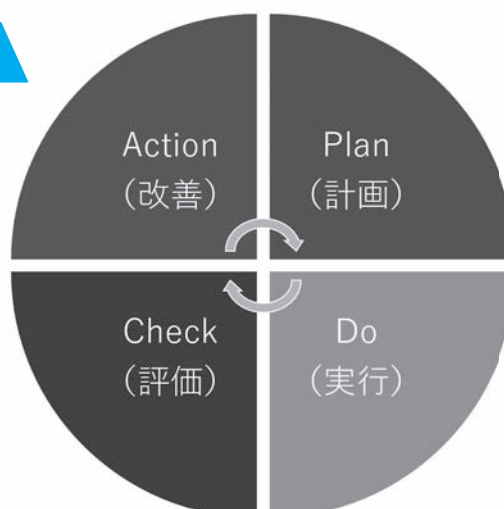 Action
（改善）
Plan
（計画）
Check
（評価）
Do
（実行）